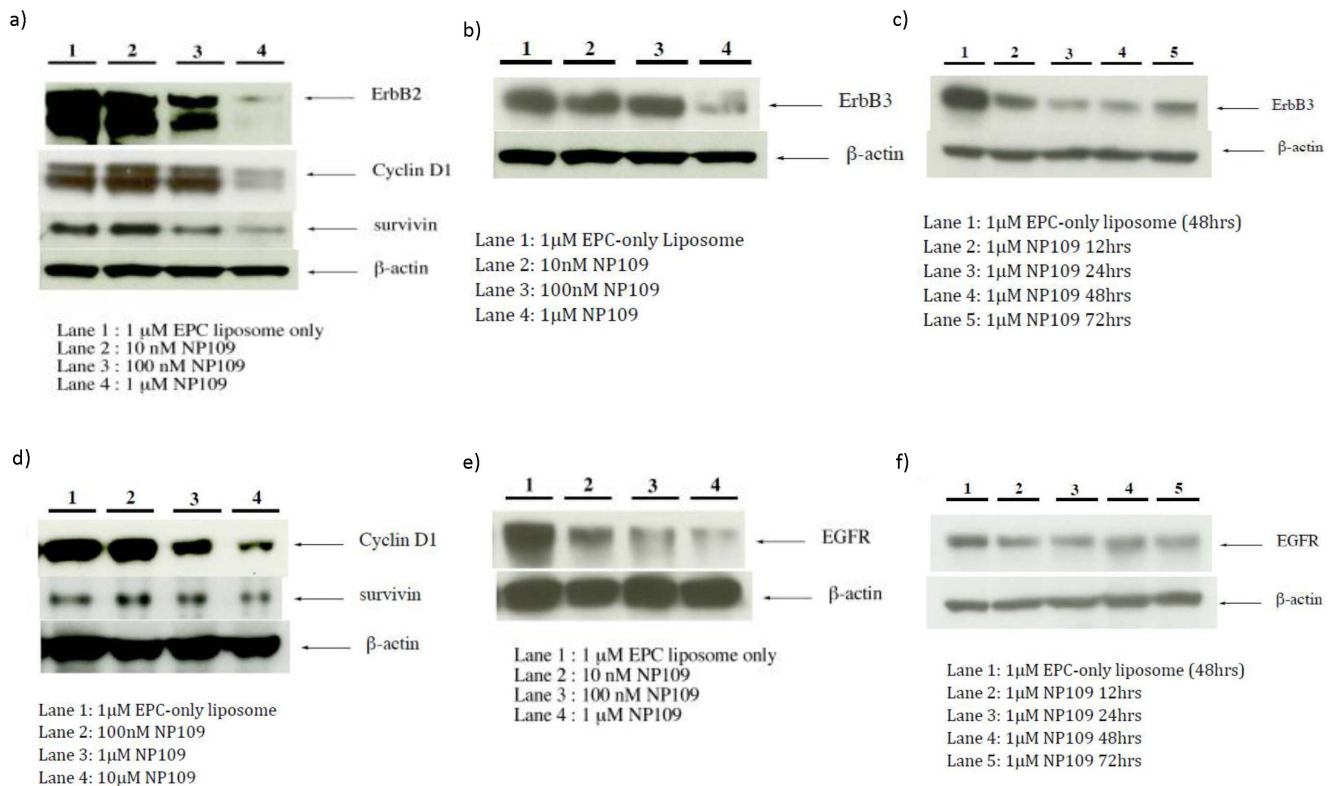 a)
1 2 3 4
ErbB2
Cyclin D1
survivin
β-actin
Lane 1 : 1 µM EPC liposome only
Lane 2 : 10 nM NP109
Lane 3 : 100 nM NP109
Lane 4 : 1 µM NP109
b)
1 2 3 4
ErbB3
β-actin
Lane 1: 1µM EPC-only Liposome
Lane 2: 10nM NP109
Lane 3: 100nM NP109
Lane 4: 1µM NP109
c)
1 2 3 4 5
ErbB3
β-actin
Lane 1: 1µM EPC-only liposome (48hrs)
Lane 2: 1µM NP109 12hrs
Lane 3: 1µM NP109 24hrs
Lane 4: 1µM NP109 48hrs
Lane 5: 1µM NP109 72hrs
d)
1 2 3 4
Cyclin D1
survivin
β-actin
Lane 1: 1µM EPC-only liposome
Lane 2: 100nM NP109
Lane 3: 1µM NP109
Lane 4: 10µM NP109
e)
1 2 3 4
EGFR
β-actin
Lane 1 : 1 µM EPC liposome only
Lane 2 : 10 nM NP109
Lane 3 : 100 nM NP109
Lane 4 : 1 µM NP109
f)
1 2 3 4 5
EGFR
β-actin
Lane 1: 1µM EPC-only liposome (48hrs)
Lane 2: 1µM NP109 12hrs
Lane 3: 1µM NP109 24hrs
Lane 4: 1µM NP109 48hrs
Lane 5: 1µM NP109 72hrs